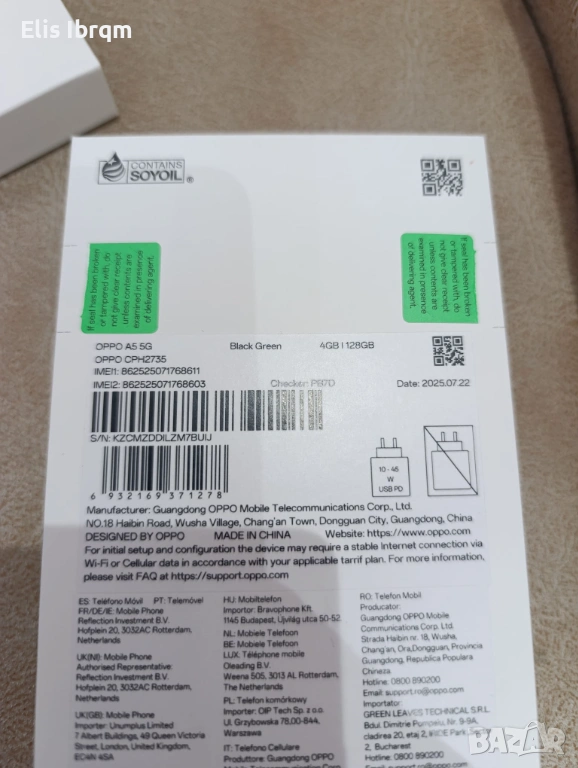 Elis Ibrqm
CONTAINS
SOYOIL ®
If seal has been broken
or tampered with, do
not give clear receipt
unless contents are
examined in presence
of delivering agent.
If seal has been broken
or tampered with, do
not give clear receipt
unless contents are
examined in presence
of delivering agent.
OPPO A5 5G Black Green 4GB | 128GB
OPPO CPH2735
IMEI1: 862525071768611
IMEI2: 862525071768603 Checker: PB7D Date: 2025.07.22
S/N: KZCMZDDILZM7BUIJ
10 - 46
W
USB PD
6 932169 371278
Manufacturer: Guangdong OPPO Mobile Telecommunications Corp., Ltd.
NO.18 Haibin Road, Wusha Village, Chang'an Town, Dongguan City, Guangdong, China
DESIGNED BY OPPO MADE IN CHINA Website: https://www.oppo.com
For initial setup and configuration the device may require a stable Internet connection via
Wi-Fi or Cellular data in accordance with your applicable tarrif plan. For more information,
please visit FAQ at https://support.oppo.com
ES: Teléfono Móvil PT: Telemóvel
FR/DE/IE: Mobile Phone
Reflection Investment B.V.
Hofplein 20, 3032AC Rotterdam,
Netherlands
UK(NI): Mobile Phone
Authorised Representative:
Reflection Investment B.V.
Hofplein 20, 3032AC Rotterdam,
Netherlands
UK(GB): Mobile Phone
Importer: Unumplus Limited
7 Albert Buildings, 49 Queen Victoria
Street, London, United Kingdom,
EC4N 4SA
HU: Mobiltelefon
Importer: Bravophone Kft.
1145 Budapest, Újvilág utca 50-52
NL: Mobiele Telefoon
BE: Mobiele Telefoon
LUX: Téléphone mobile
Oleading B.V.
Weena 505, 3013 AL Rotterdam,
The Netherlands
PL: Telefon komórkowy
Importer: OIP Tech Sp. z o.o.
Ul. Grzybowska 78,00-844,
Warszawa
IT: Telefono Cellulare
Produttore: Guangdong OPPO
RO: Telefon Mobil
Producator:
Guangdong OPPO Mobile
Communications Corp. Ltd.
Strada Haibin nr. 18, Wusha,
Chang'an, Ora,Dongguan, Provincia
Guangdong, Republica Populara
Chineza
Hotline: 0800 890200
Email: support.ro@oppo.com
Importator:
GREEN LEAVES TECHNICAL S.R.L.
Bdul. Dimitrie Pompeiu, Nr. 9-9A,
2, Bucharest
Hotline: 0800 890200
BAZAR